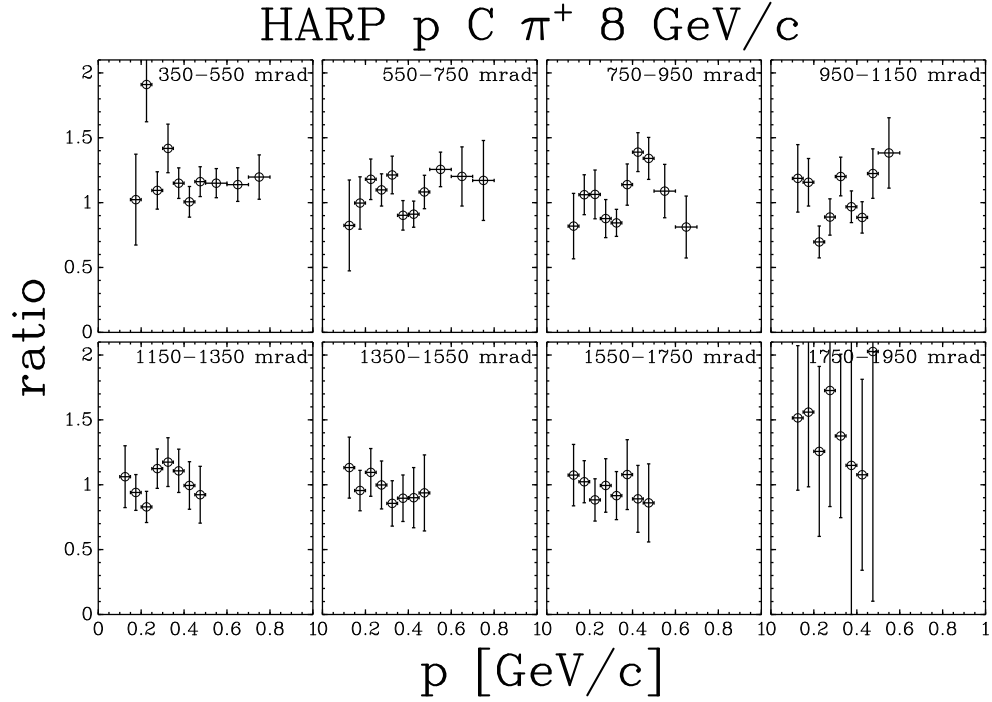 HARP p C π⁺ 8 GeV/c
350−550 mrad
550−750 mrad
750−950 mrad
950−1150 mrad
2
1.5
1
0.5
0
ratio
1150−1350 mrad
1350−1550 mrad
1550−1750 mrad
1750−1950 mrad
2
1.5
1
0.5
0
0 0.2 0.4 0.6 0.8 10 0.2 0.4 0.6 0.8 10 0.2 0.4 0.6 0.8 10 0.2 0.4 0.6 0.8 1
p [GeV/c]